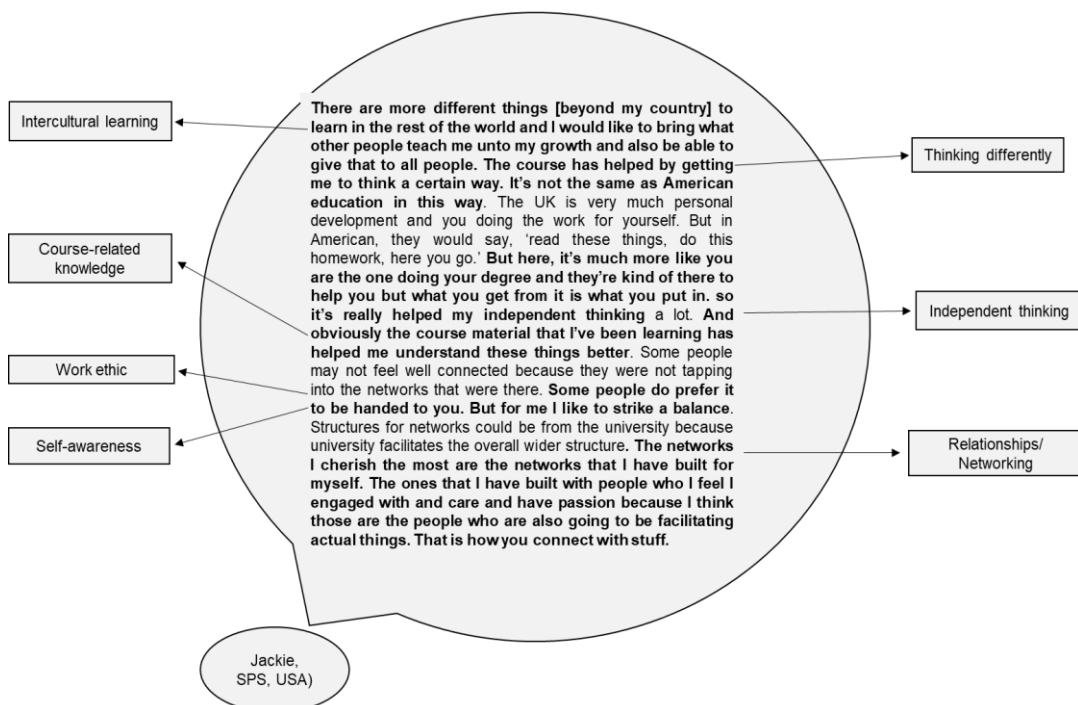 Intercultural learning
Course-related
knowledge
Work ethic
Self-awareness
There are more different things [beyond my country] to
learn in the rest of the world and I would like to bring what
other people teach me unto my growth and also be able to
give that to all people. The course has helped by getting
me to think a certain way. It’s not the same as American
education in this way. The UK is very much personal
development and you doing the work for yourself. But in
American, they would say, ‘read these things, do this
homework, here you go.’ But here, it’s much more like you
are the one doing your degree and they’re kind of there to
help you but what you get from it is what you put in. so
it’s really helped my independent thinking a lot. And
obviously the course material that I’ve been learning has
helped me understand these things better. Some people
may not feel well connected because they were not tapping
into the networks that were there. Some people do prefer it
to be handed to you. But for me I like to strike a balance.
Structures for networks could be from the university because
university facilitates the overall wider structure. The networks
I cherish the most are the networks that I have built for
myself. The ones that I have built with people who I feel I
engaged with and care and have passion because I think
those are the people who are also going to be facilitating
actual things. That is how you connect with stuff.
Thinking differently
Independent thinking
Relationships/
Networking
Jackie,
SPS, USA)